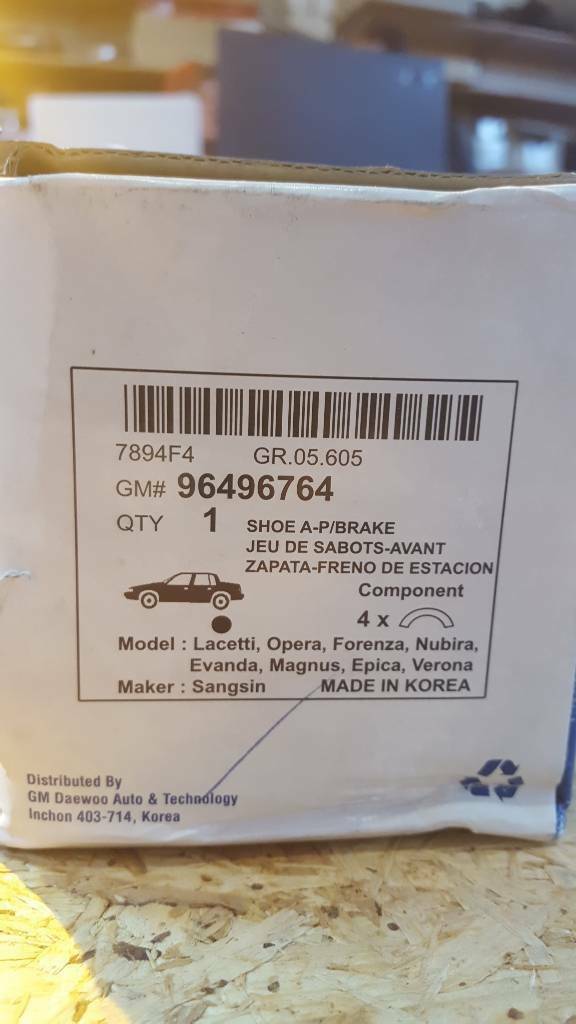 7894F4 GR.05.605
GM# 96496764
QTY 1 SHOE A-P/BRAKE
JEU DE SABOTS-AVANT
ZAPATA-FRENO DE ESTACION
Component
4 x
Model : Lacetti, Opera, Forenza, Nubira,
Evanda, Magnus, Epica, Verona
Maker : Sangsin MADE IN KOREA
Distributed By
GM Daewoo Auto & Technology
Inchon 403-714, Korea